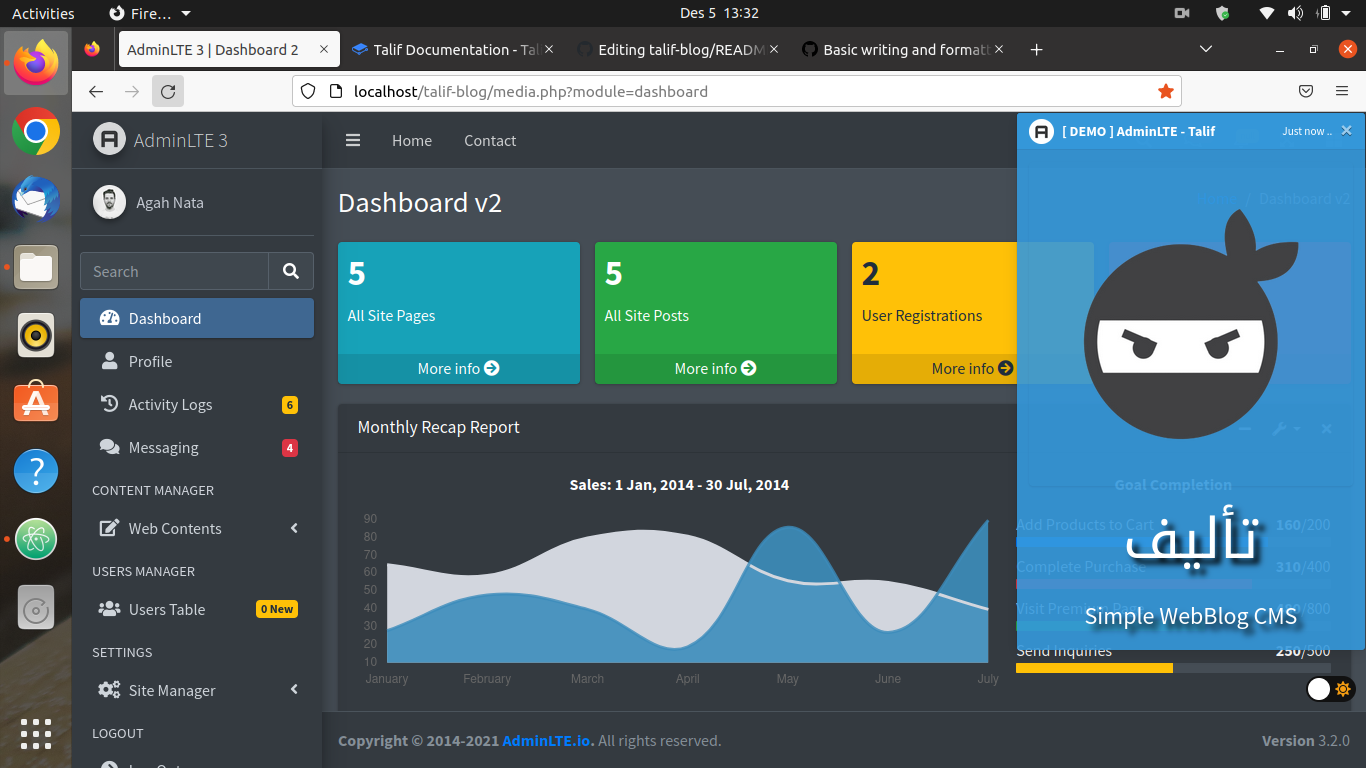 Activities
Fire…
Des 5 13:32
AdminLTE 3 | Dashboard 2
Talif Documentation - Tal
Editing talif-blog/READM
Basic writing and formatt
localhost/talif-blog/media.php?module=dashboard
AdminLTE 3
Home
Contact
[ DEMO ] AdminLTE - Talif
Just now ..
Agah Nata
Dashboard v2
/ Dashboard v2
Search
Dashboard
Profile
Activity Logs
6
Messaging
4
CONTENT MANAGER
Web Contents
USERS MANAGER
Users Table
0 New
SETTINGS
Site Manager
LOGOUT
5
All Site Pages
More info
5
All Site Posts
More info
2
User Registrations
More info
Monthly Recap Report
Sales: 1 Jan, 2014 - 30 Jul, 2014
90
80
70
60
50
40
30
20
10
January
February
March
April
May
June
July
Goal Completion
Add Products to Cart
160/200
تأليف
Complete Purchase
310/400
Visit Premium Page
/800
Simple WebBlog CMS
Send Inquiries
250/500
Copyright © 2014-2021 AdminLTE.io. All rights reserved.
Version 3.2.0